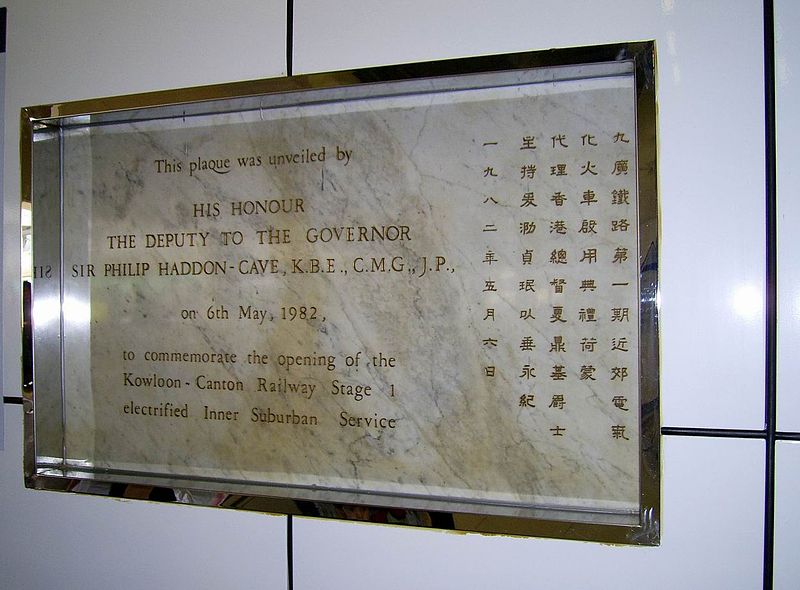 This plaque was unveiled by
HIS HONOUR
THE DEPUTY TO THE GOVERNOR
SIR PHILIP HADDON-CAVE, K.B.E., C.M.G., J.P.,
on 6th May, 1982,
to commemorate the opening of the
Kowloon-Canton Railway Stage 1
electrified Inner Suburban Service
九廣鐵路第一期近郊電氣
化火車啟用典禮荷蒙
代理香港總督夏鼎基爵士
主持爰泐貞珉以垂永紀
一九八二年五月六日